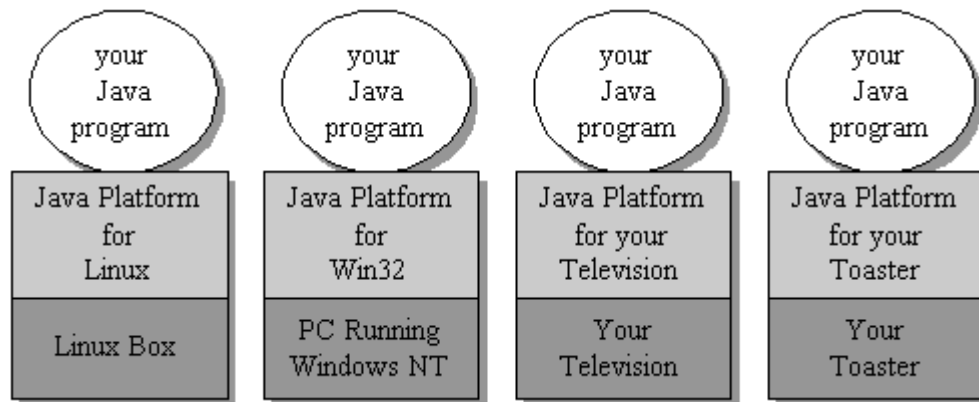 your
Java
program
Java Platform
for
Linux
Linux Box
your
Java
program
Java Platform
for
Win32
PC Running
Windows NT
your
Java
program
Java Platform
for your
Television
Your
Television
your
Java
program
Java Platform
for your
Toaster
Your
Toaster